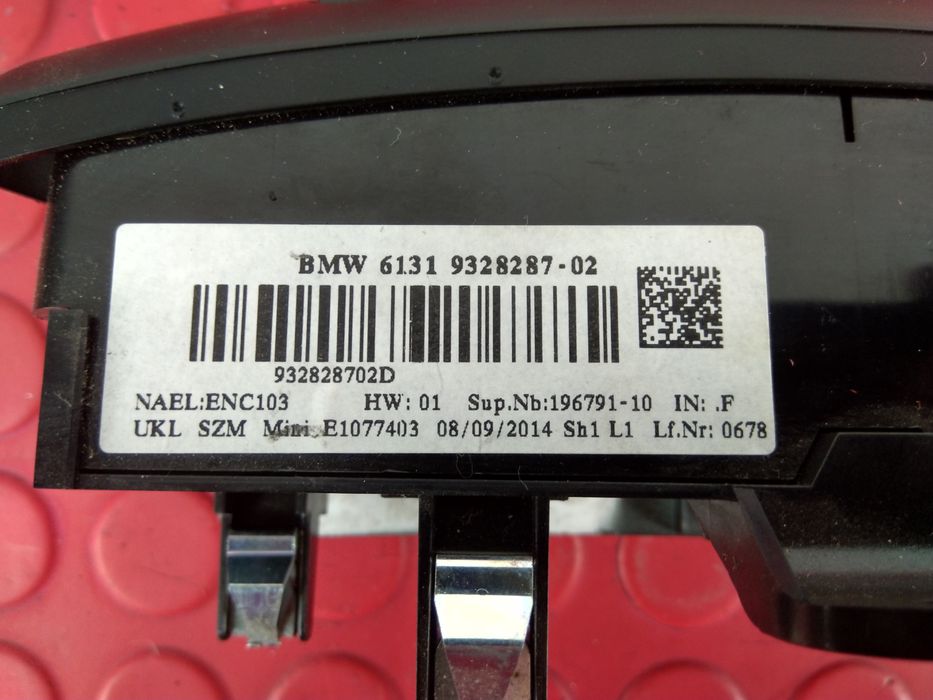 BMW 6131 9328287-02
932828702D
NAEL:ENC103 HW: 01 Sup.Nb:196791-10 IN: .F
UKL SZM Mini E1077403 08/09/2014 Sh1 L1 Lf.Nr: 0678